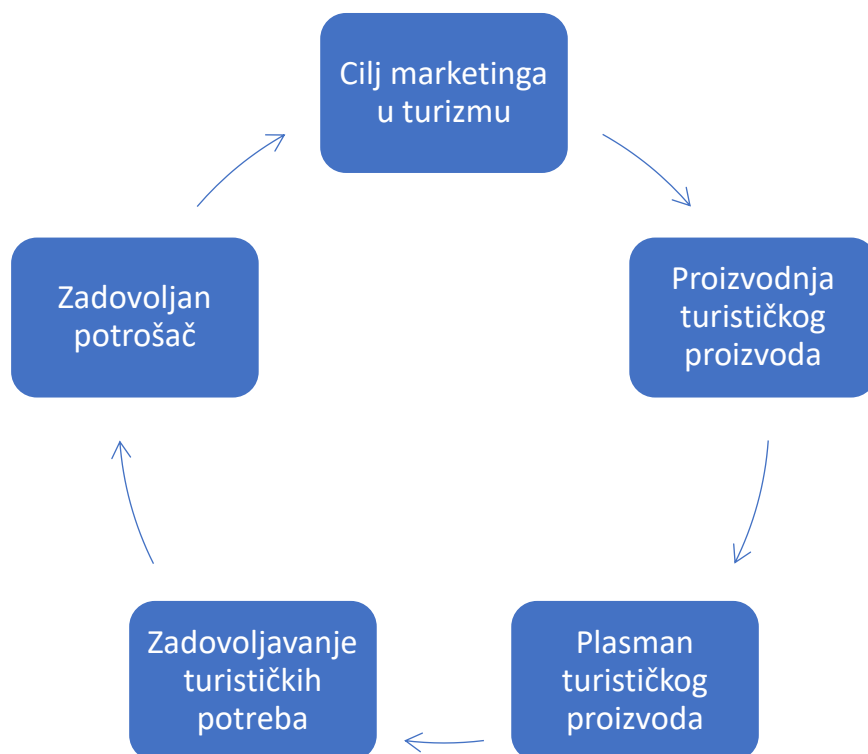 Cilj marketinga
u turizmu
Proizvodnja
turističkog
proizvoda
Plasman
turističkog
proizvoda
Zadovoljavanje
turističkih
potreba
Zadovoljan
potrošač